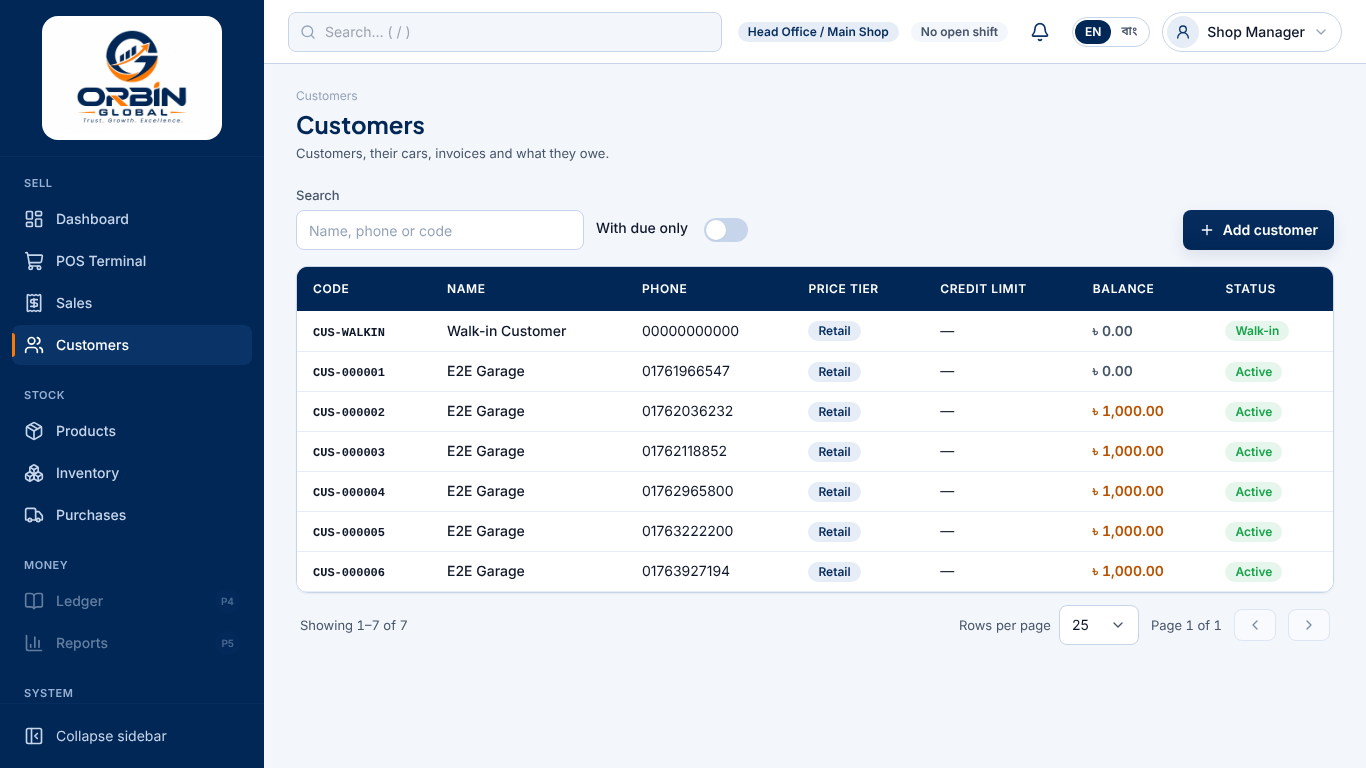 ORBIN
GLOBAL
Trust. Growth. Excellence.
SELL
Dashboard
POS Terminal
Sales
Customers
STOCK
Products
Inventory
Purchases
MONEY
Ledger P4
Reports P5
SYSTEM
Collapse sidebar
Search... ( / )
Head Office / Main Shop
No open shift
EN বাং
Shop Manager
Customers
Customers
Customers, their cars, invoices and what they owe.
Search
Name, phone or code
With due only
+ Add customer
CODE NAME PHONE PRICE TIER CREDIT LIMIT BALANCE STATUS
CUS-WALKIN Walk-in Customer 00000000000 Retail — ৳ 0.00 Walk-in
CUS-000001 E2E Garage 01761966547 Retail — ৳ 0.00 Active
CUS-000002 E2E Garage 01762036232 Retail — ৳ 1,000.00 Active
CUS-000003 E2E Garage 01762118852 Retail — ৳ 1,000.00 Active
CUS-000004 E2E Garage 01762965800 Retail — ৳ 1,000.00 Active
CUS-000005 E2E Garage 01763222200 Retail — ৳ 1,000.00 Active
CUS-000006 E2E Garage 01763927194 Retail — ৳ 1,000.00 Active
Showing 1–7 of 7
Rows per page 25 Page 1 of 1